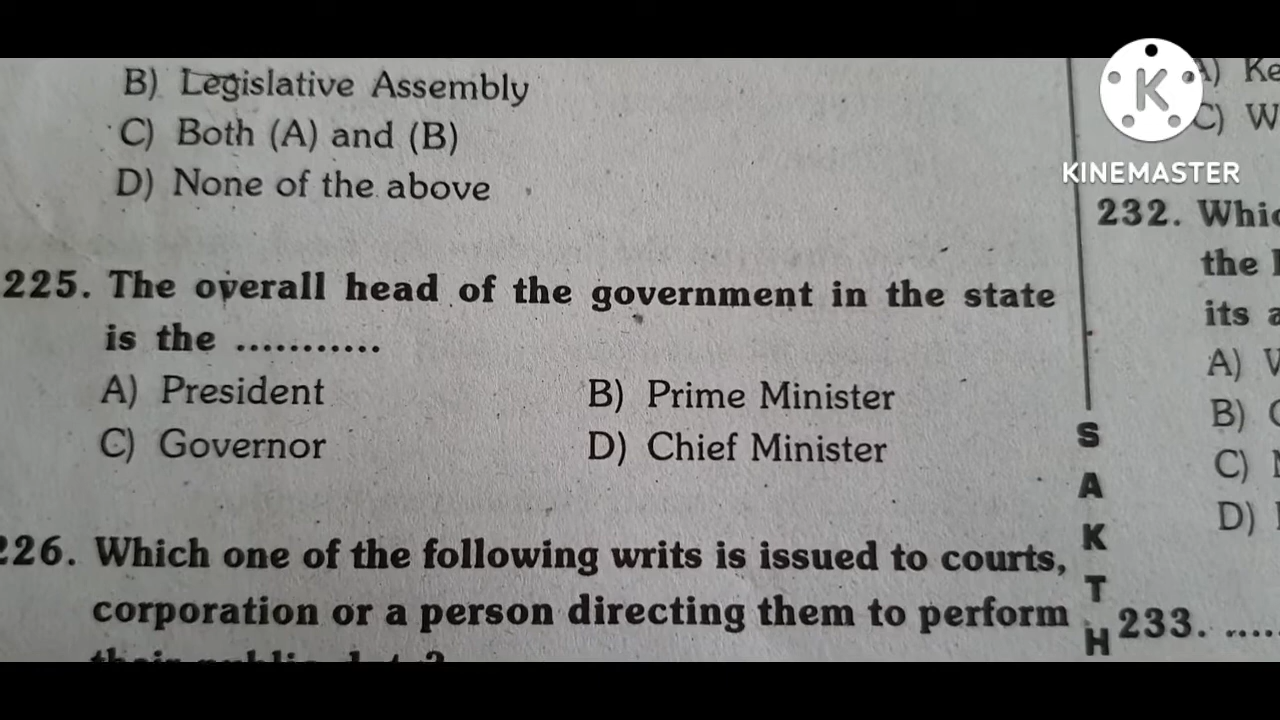 B) Legislative Assembly
C) Both (A) and (B)
D) None of the above
225. The overall head of the government in the state
is the ...........
A) President B) Prime Minister
C) Governor D) Chief Minister
226. Which one of the following writs is issued to courts,
corporation or a person directing them to perform
S
A
K
T
H
KINEMASTER
A)
C) W
232.
the
its
A)
B)
C)
D)
233. ....